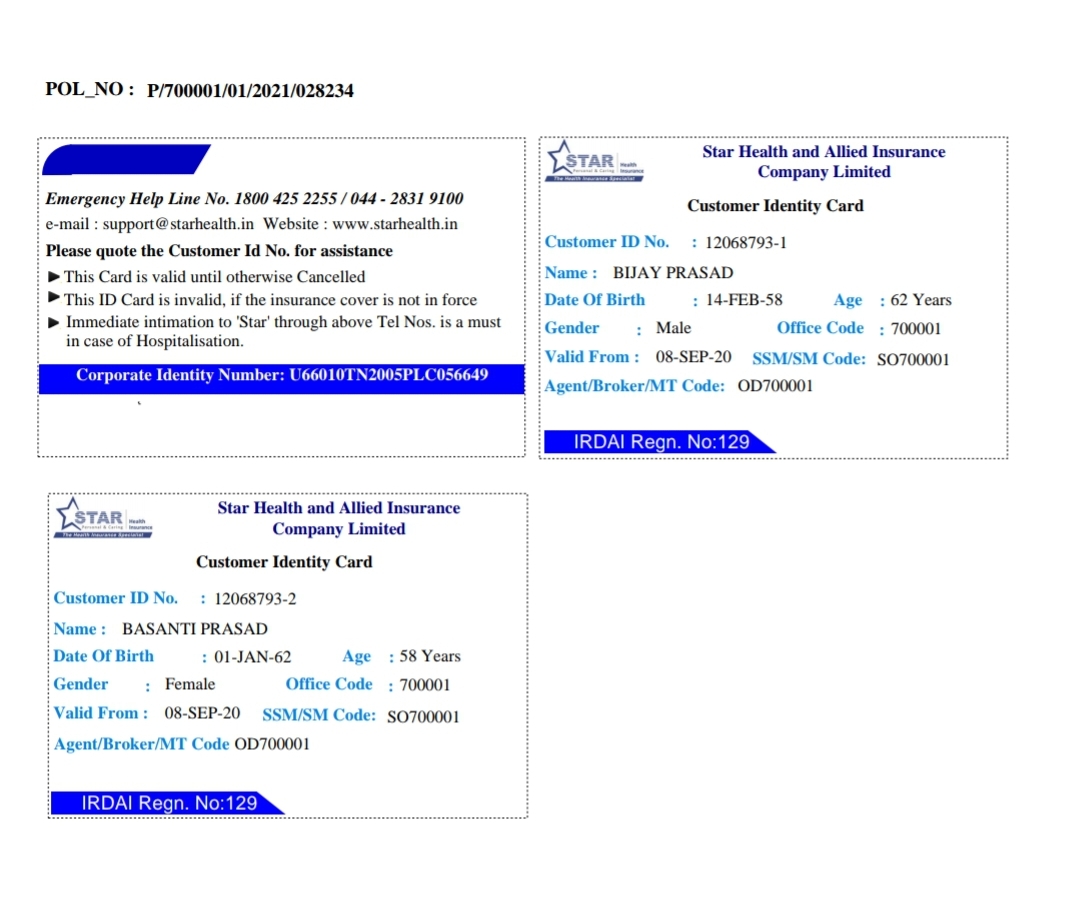 POL_NO : P/700001/01/2021/028234
Emergency Help Line No. 1800 425 2255 / 044 - 2831 9100
e-mail : support@starhealth.in Website : www.starhealth.in
Please quote the Customer Id No. for assistance
▶ This Card is valid until otherwise Cancelled
▶ This ID Card is invalid, if the insurance cover is not in force
▶ Immediate intimation to 'Star' through above Tel Nos. is a must
in case of Hospitalisation.
Corporate Identity Number: U66010TN2005PLC056649
STAR Health Insurance
Personal & Caring
The Health Insurance Specialist
Star Health and Allied Insurance
Company Limited
Customer Identity Card
Customer ID No. : 12068793-1
Name : BIJAY PRASAD
Date Of Birth : 14-FEB-58 Age : 62 Years
Gender : Male Office Code : 700001
Valid From : 08-SEP-20 SSM/SM Code: SO700001
Agent/Broker/MT Code: OD700001
IRDAI Regn. No:129
STAR Health Insurance
Personal & Caring
The Health Insurance Specialist
Star Health and Allied Insurance
Company Limited
Customer Identity Card
Customer ID No. : 12068793-2
Name : BASANTI PRASAD
Date Of Birth : 01-JAN-62 Age : 58 Years
Gender : Female Office Code : 700001
Valid From : 08-SEP-20 SSM/SM Code: SO700001
Agent/Broker/MT Code OD700001
IRDAI Regn. No:129